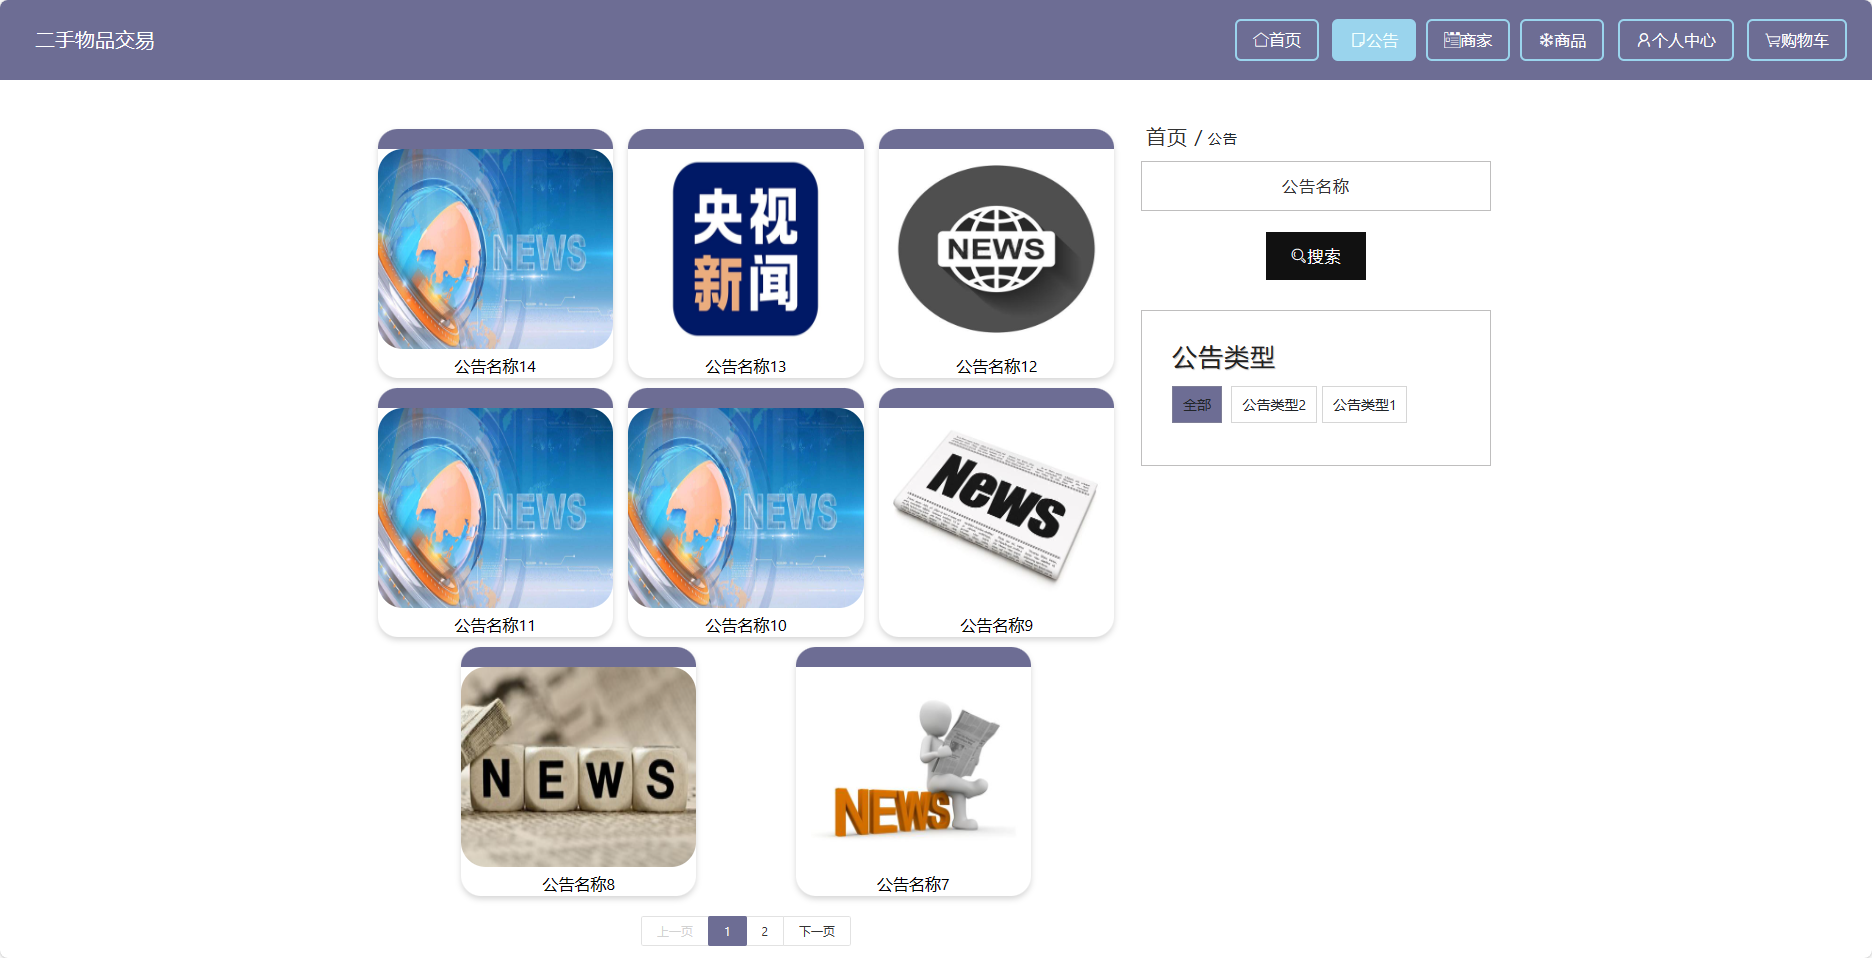 二手物品交易
首页
公告
商家
商品
个人中心
购物车
NEWS
公告名称14
央视
新闻
公告名称13
NEWS
公告名称12
首页 / 公告
公告名称
搜索
公告类型
全部
公告类型2
公告类型1
NEWS
公告名称11
NEWS
公告名称10
News
公告名称9
NEWS
公告名称8
NEWS
公告名称7
上一页
1
2
下一页